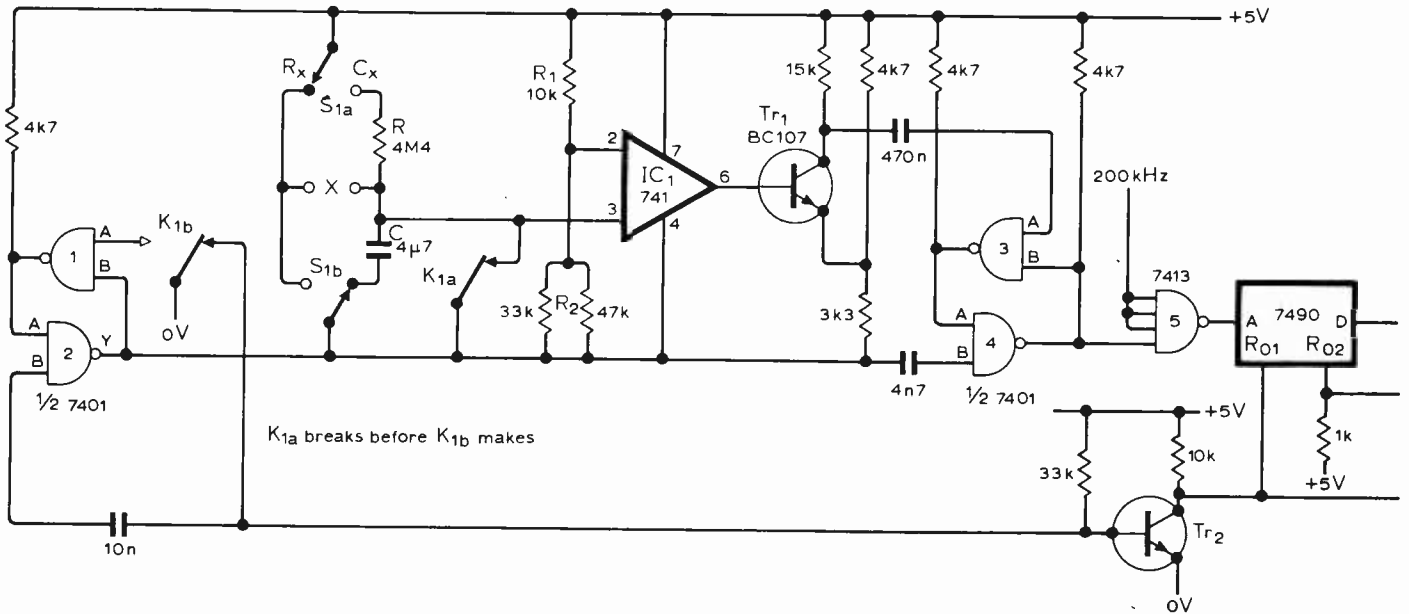 +5V
4k7
Rx
Cx
S1a
R
4M4
X
C
4μ7
S1b
K1b
K1a
0V
A
B
1
A
B
2
Y
½ 7401
R1
10k
33k
R2
47k
2
3
7
4
6
IC1
741
15k
4k7
4k7
4k7
Tr1
BC107
470n
3k3
4n7
A
B
3
A
B
4
½ 7401
200kHz
7413
5
7490
A
D
R01
R02
1k
+5V
K1a breaks before K1b makes
+5V
33k
10k
Tr2
0V
10n